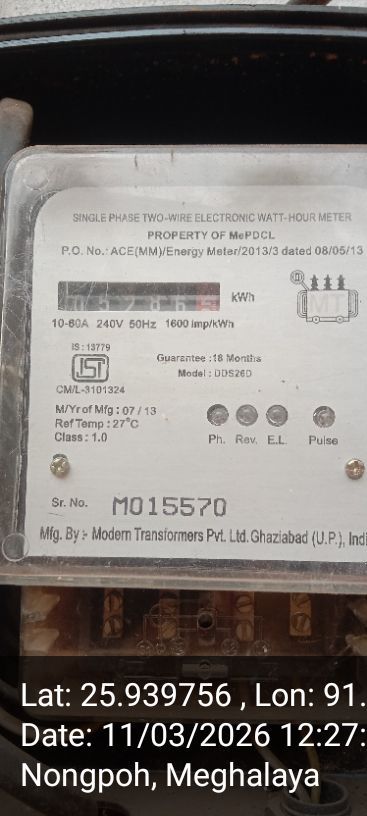 SINGLE PHASE TWO-WIRE ELECTRONIC WATT-HOUR METER
PROPERTY OF MePDCL
P.O. No.: ACE(MM)/Energy Meter/2013/3 dated 08/05/13
kWh
MT
10-60A 240V 50Hz 1600 imp/kWh
IS : 13779
ISI
CM/L-3101324
Guarantee :18 Months
Model : DDS26D
M/Yr of Mfg : 07 / 13
Ref Temp : 27°C
Class : 1.0
Ph. Rev. E.L. Pulse
Sr. No. M015570
Mfg. By :- Modern Transformers Pvt. Ltd. Ghaziabad (U.P.), Indi
Lat: 25.939756 , Lon: 91.
Date: 11/03/2026 12:27:
Nongpoh, Meghalaya